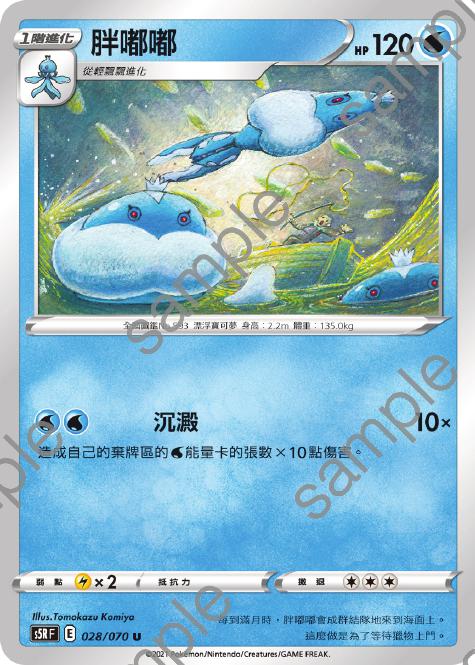 1階進化
胖嘟嘟
HP 120
從輕飄飄進化
全國圖鑑No.593 漂浮寶可夢 身高：2.2m 體重：135.0kg
沉澱 10×
造成自己的棄牌區的能量卡的張數×10點傷害。
弱點 ×2 抵抗力 撤退
Illus.Tomokazu Komiya
s5R F E 028/070 U
每到滿月時，胖嘟嘟會成群結隊地來到海面上。
這麼做是為了等待獵物上門。
©2021 Pokémon/Nintendo/Creatures/GAME FREAK.
sample
sample
sample
sample
sample
sample
sample